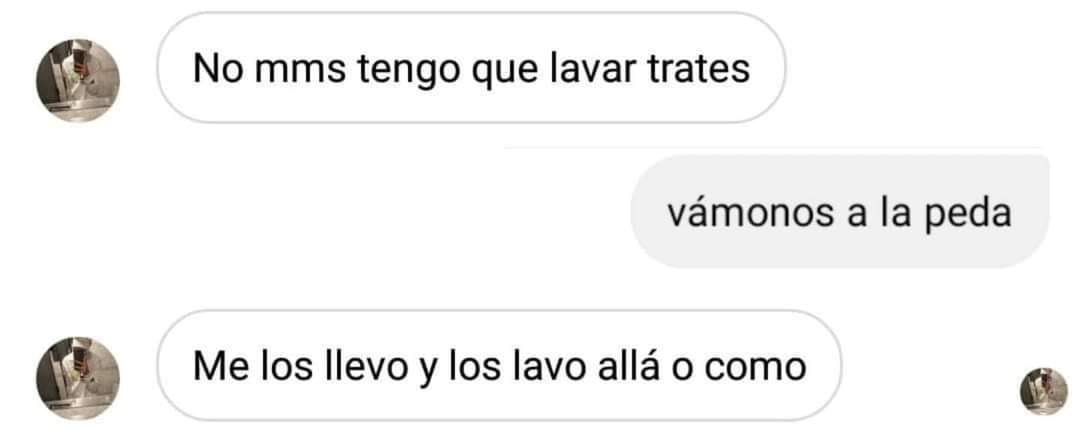 No mms tengo que lavar trates
vámonos a la peda
Me los llevo y los lavo allá o como